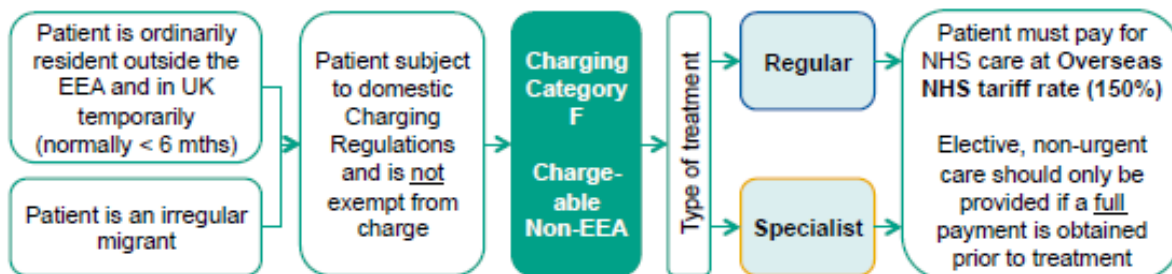 Patient is ordinarily
resident outside the
EEA and in UK
temporarily
(normally < 6 mths)
Patient is an irregular
migrant
Patient subject
to domestic
Charging
Regulations
and is not
exempt from
charge
Charging
Category
F
Charge-
able
Non-EEA
Type of treatment
Regular
Specialist
Patient must pay for
NHS care at Overseas
NHS tariff rate (150%)
Elective, non-urgent
care should only be
provided if a full
payment is obtained
prior to treatment